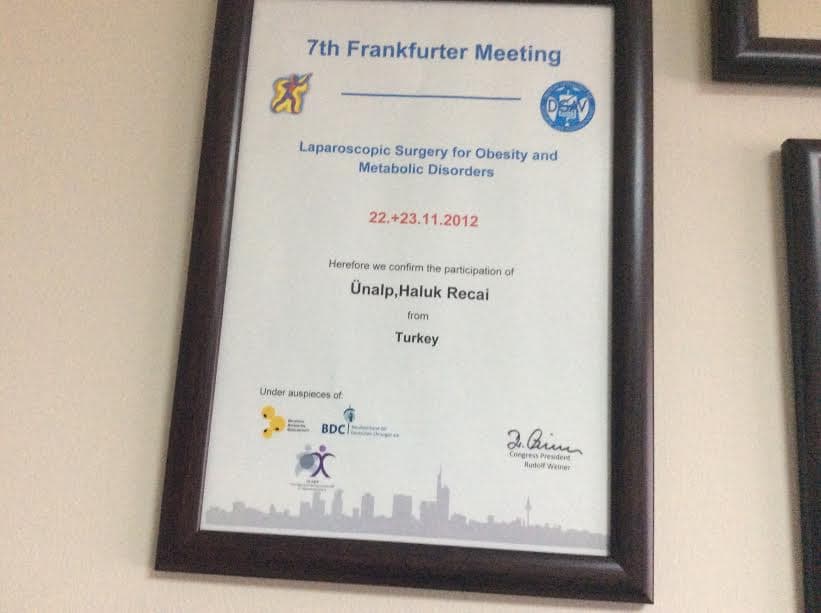 7th Frankfurter Meeting
DSAV
Laparoscopic Surgery for Obesity and
Metabolic Disorders
22.+23.11.2012
Herefore we confirm the participation of
Ünalp,Haluk Recai
from
Turkey
Under auspieces of:
BDC
Congress President
Rudolf Weiner